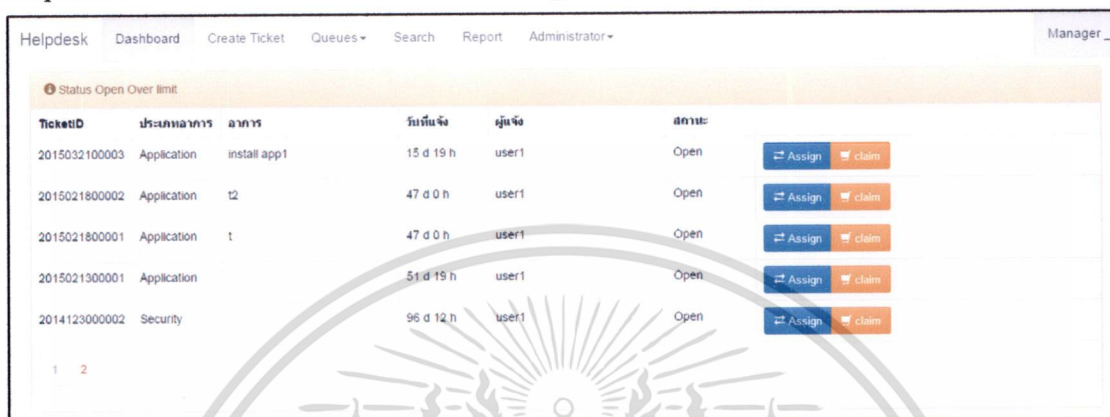 Helpdesk Dashboard Create Ticket Queues Search Report Administrator Manager _
Status Open Over limit
TicketID ประเภทอาการ อาการ วันที่แจ้ง ผู้แจ้ง สถานะ
2015032100003 Application install app1 15 d 19 h user1 Open Assign claim
2015021800002 Application t2 47 d 0 h user1 Open Assign claim
2015021800001 Application t 47 d 0 h user1 Open Assign claim
2015021300001 Application 51 d 19 h user1 Open Assign claim
2014123000002 Security 96 d 12 h user1 Open Assign claim
1 2